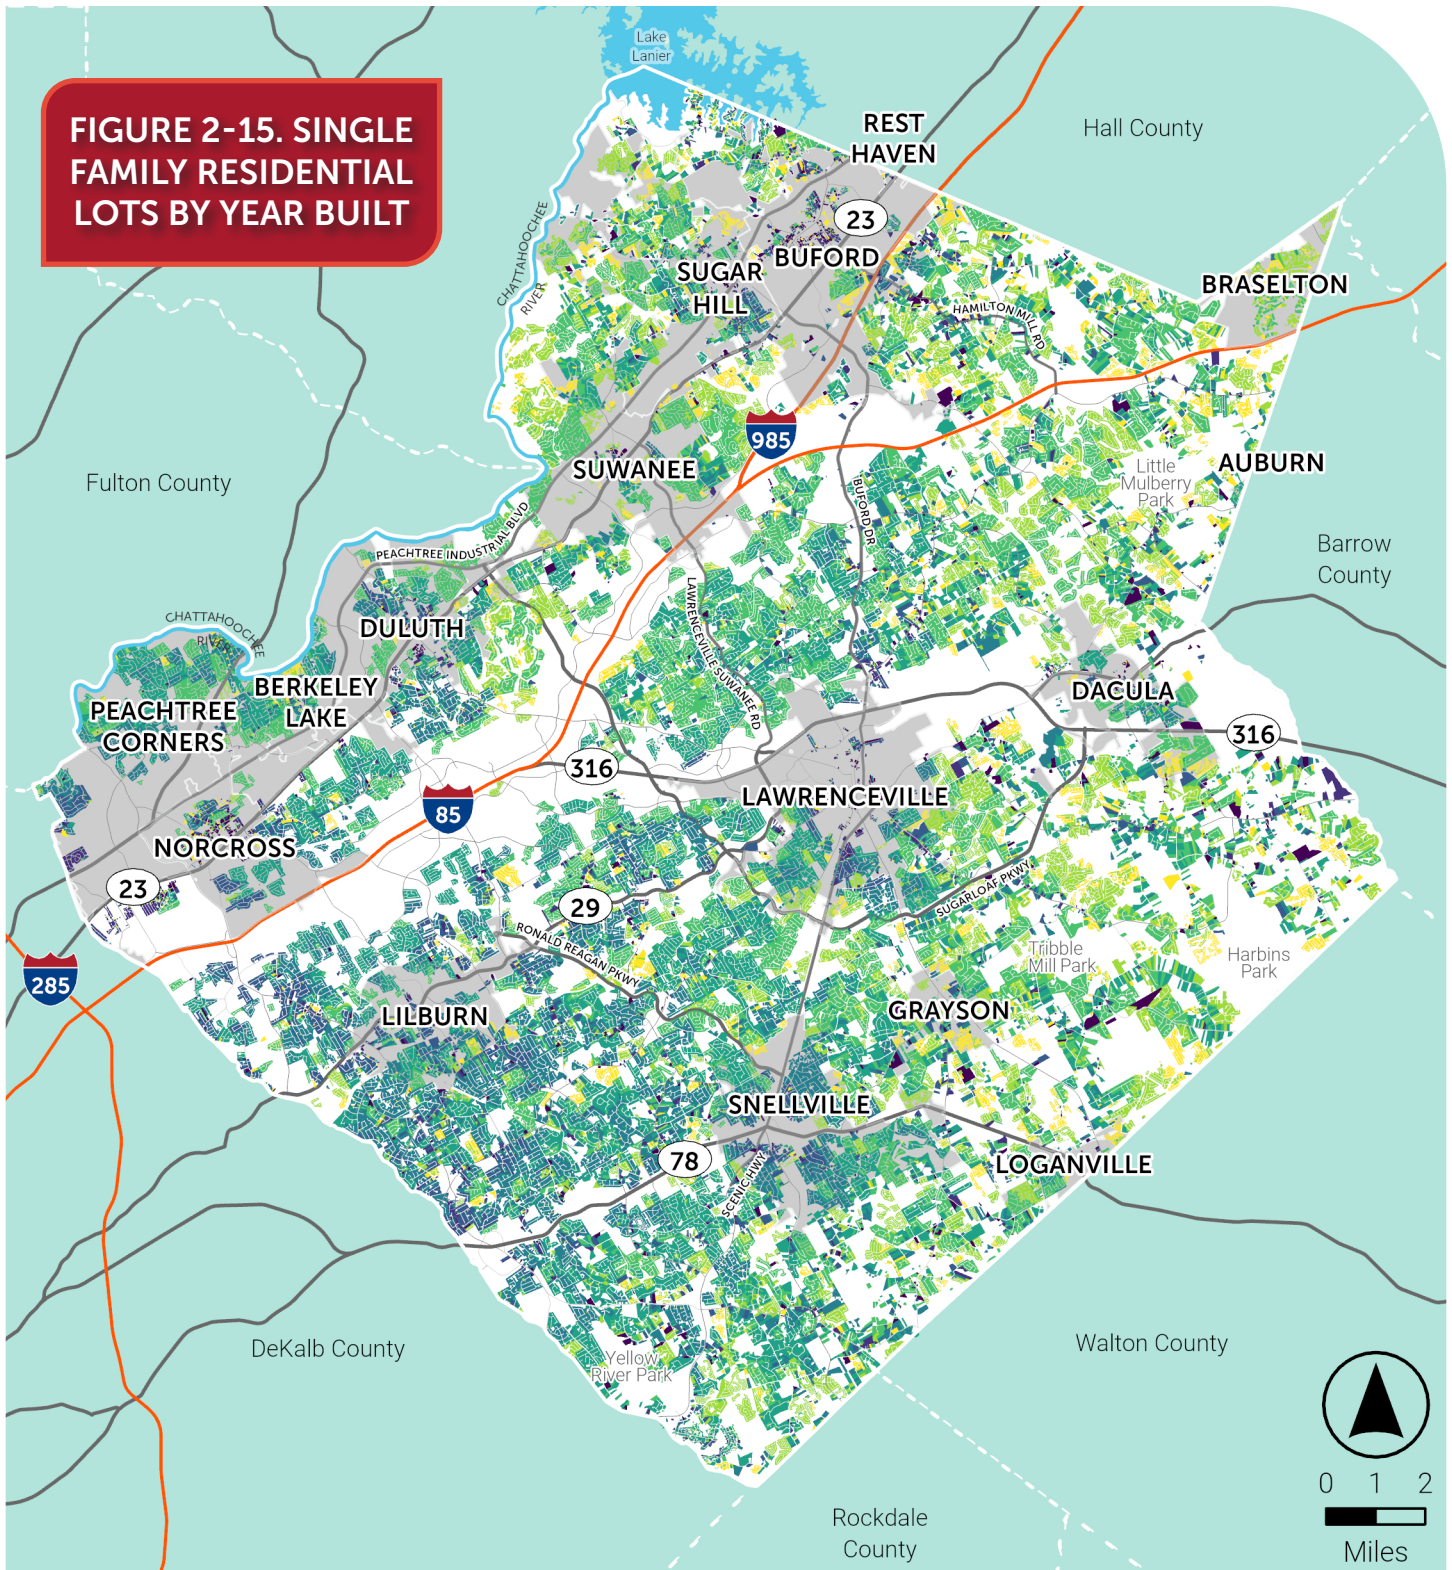 FIGURE 2-15. SINGLE
FAMILY RESIDENTIAL
LOTS BY YEAR BUILT
Lake
Lanier
REST
HAVEN
Hall County
CHATTAHOOCHEE
RIVER
23
BUFORD
SUGAR
HILL
BRASELTON
HAMILTON MILL RD
985
SUWANEE
AUBURN
Little
Mulberry
Park
Fulton County
BUFORD DR
PEACHTREE INDUSTRIAL BLVD
Barrow
County
LAWRENCEVILLE SUWANEE RD
CHATTAHOOCHEE
RIVER
DULUTH
BERKELEY
LAKE
PEACHTREE
CORNERS
DACULA
316
316
LAWRENCEVILLE
85
NORCROSS
23
29
SUGARLOAF PKWY
RONALD REAGAN PKWY
Tribble
Mill Park
Harbins
Park
285
LILBURN
GRAYSON
SNELLVILLE
78
SCENIC HWY
LOGANVILLE
DeKalb County
Yellow
River Park
Walton County
0 1 2
Miles
Rockdale
County